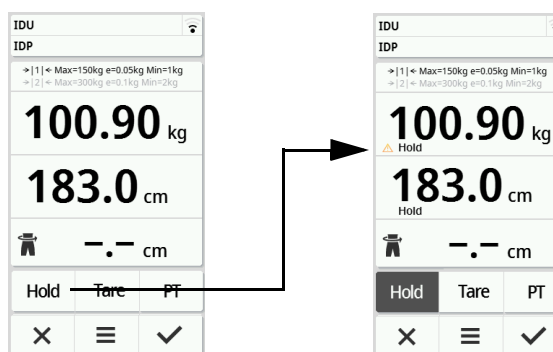 IDU
IDP
→|1|← Max=150kg e=0.05kg Min=1kg
→|2|← Max=300kg e=0.1kg Min=2kg
100.90 kg
183.0 cm
-.- cm
Hold Tare PT
IDU
IDP
→|1|← Max=150kg e=0.05kg Min=1kg
→|2|← Max=300kg e=0.1kg Min=2kg
100.90 kg
Hold
183.0 cm
Hold
-.- cm
Hold Tare PT